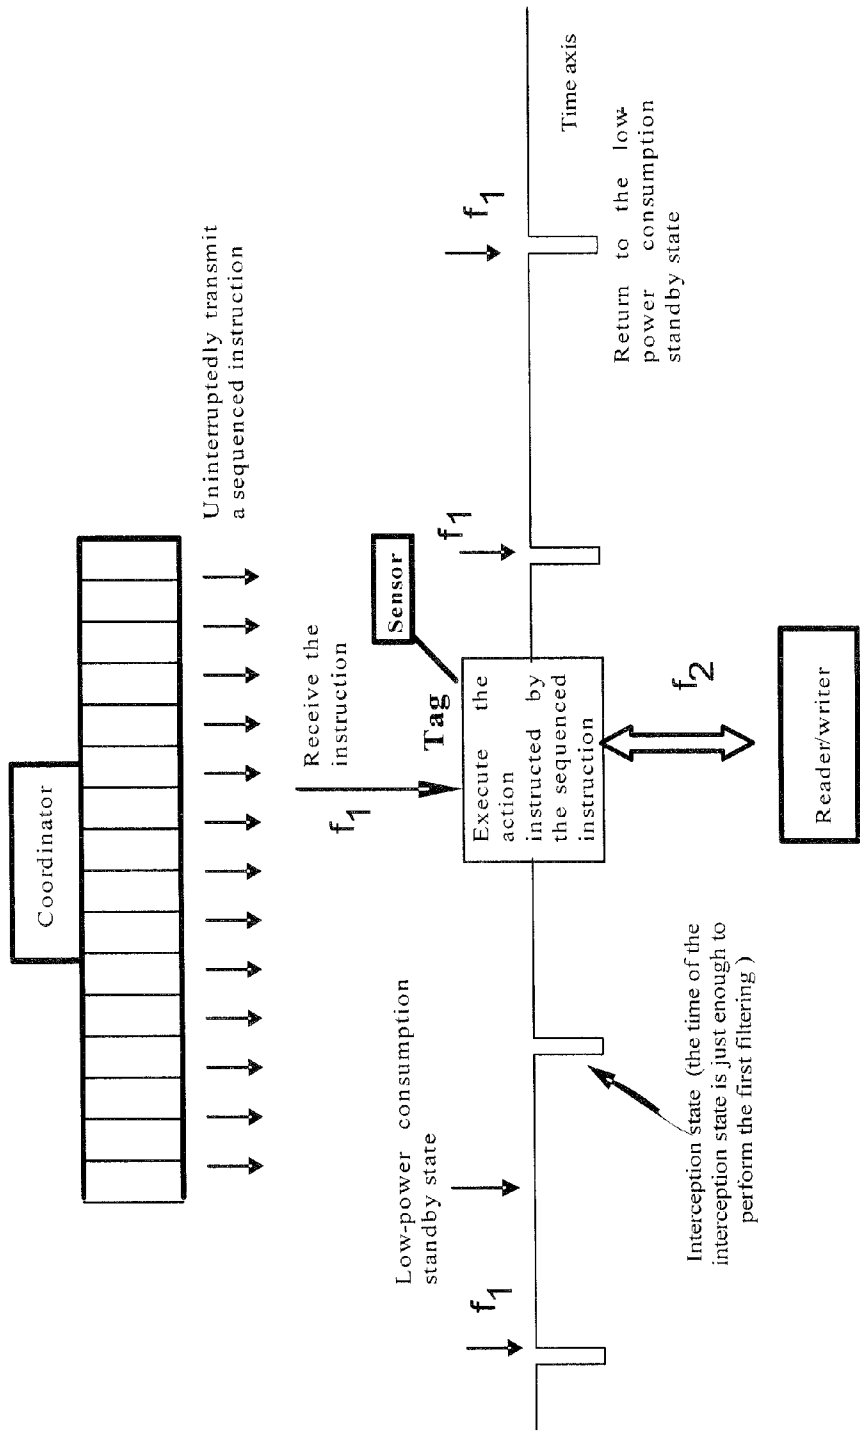 Coordinator
Uninterruptedly transmit
a sequenced instruction
Receive the
instruction
f1
Low-power consumption
standby state
Tag
Sensor
f1
f1
f1
Execute the
action
instructed by
the sequenced
instruction
Time axis
Return to the low-
power consumption
standby state
f2
Interception state (the time of the
interception state is just enough to
perform the first filtering )
Reader/writer